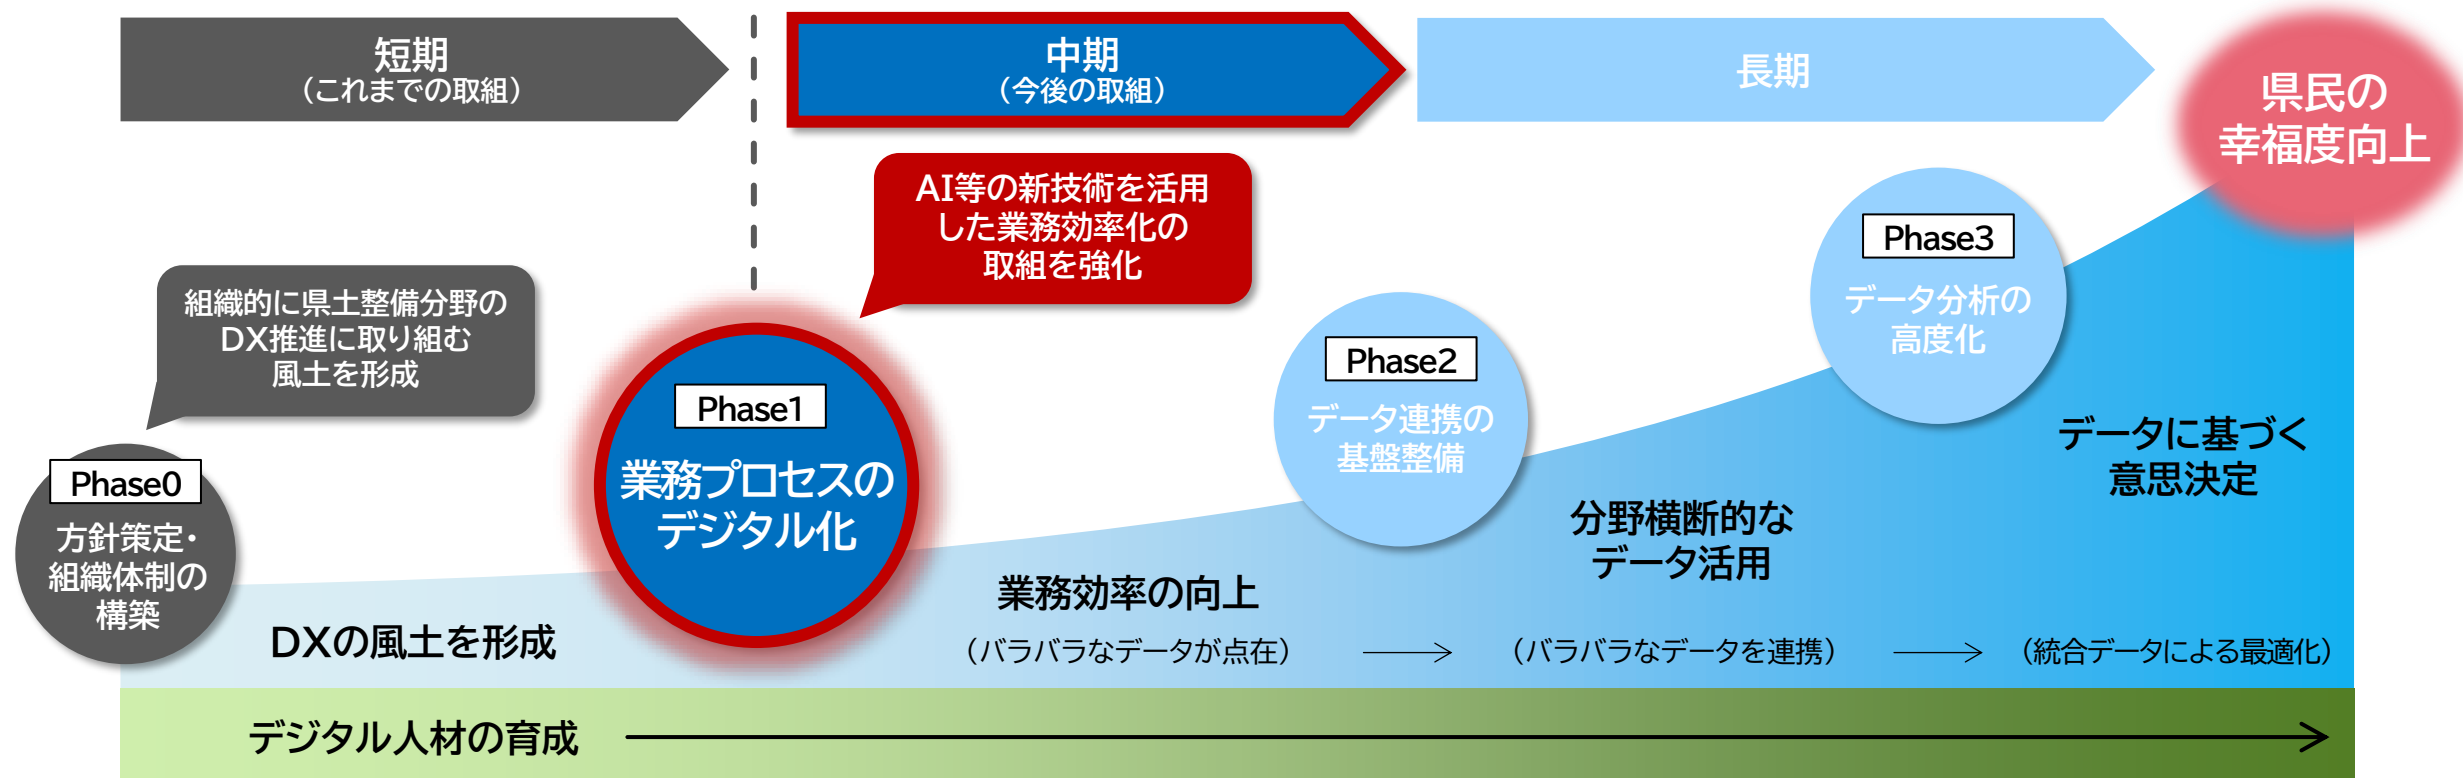 短期
（これまでの取組）
中期
（今後の取組）
長期
県民の
幸福度向上
AI等の新技術を活用
した業務効率化の
取組を強化
組織的に県土整備分野の
DX推進に取り組む
風土を形成
Phase0
方針策定・
組織体制の
構築
Phase1
業務プロセスの
デジタル化
Phase2
データ連携の
基盤整備
Phase3
データ分析の
高度化
DXの風土を形成
業務効率の向上
（バラバラなデータが点在）
分野横断的な
データ活用
（バラバラなデータを連携）
データに基づく
意思決定
（統合データによる最適化）
デジタル人材の育成